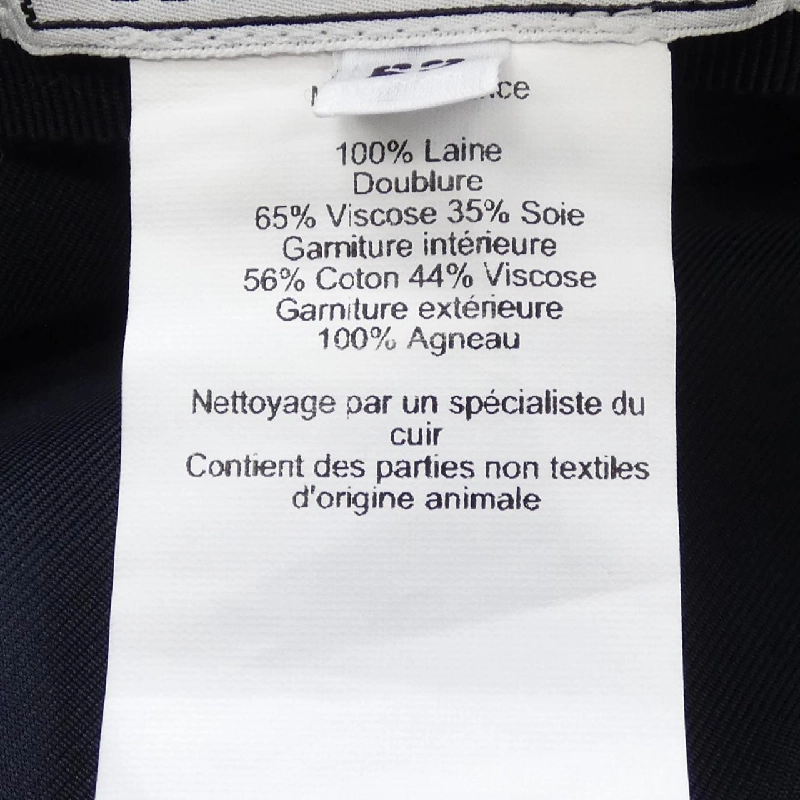 100% Laine
Doublure
65% Viscose 35% Soie
Garniture intérieure
56% Coton 44% Viscose
Garniture extérieure
100% Agneau
Nettoyage par un spécialiste du
cuir
Contient des parties non textiles
d'origine animale